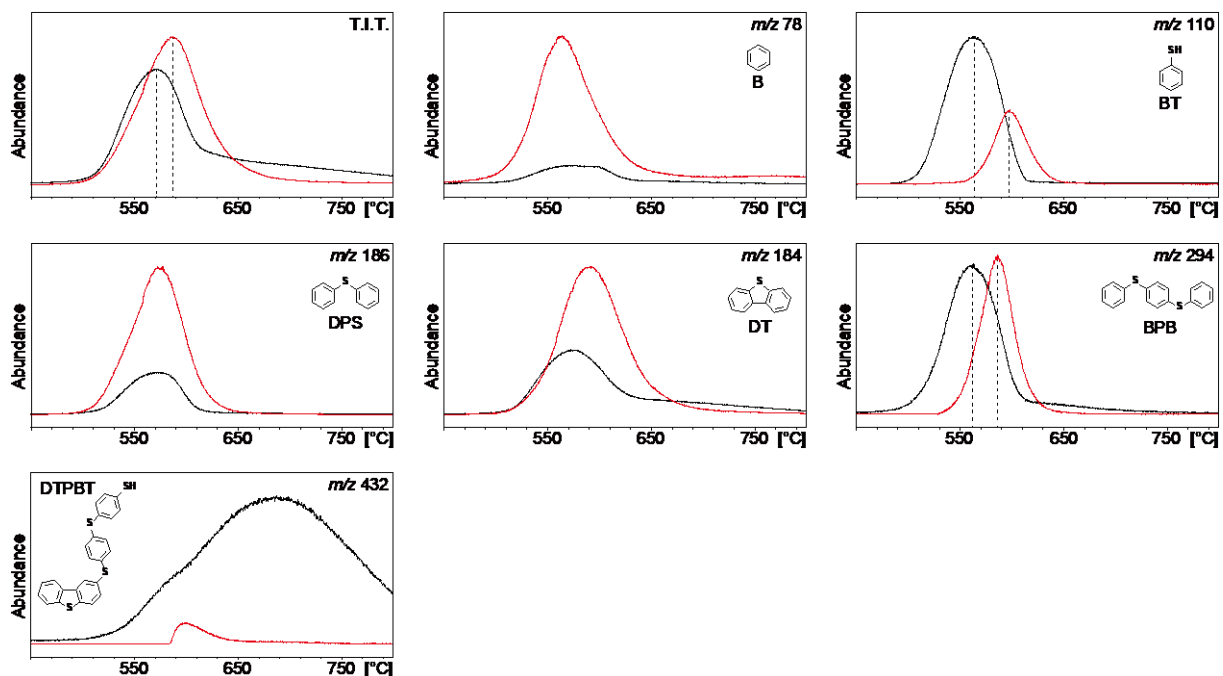 T.I.T.
Abundance
550 650 750 [°C]
m/z 78
B
Abundance
550 650 750 [°C]
m/z 110
SH
BT
Abundance
550 650 750 [°C]
m/z 186
S
DPS
Abundance
550 650 750 [°C]
m/z 184
S
DT
Abundance
550 650 750 [°C]
m/z 294
S
S
BPB
Abundance
550 650 750 [°C]
DTPBT
m/z 432
SH
S
S
S
Abundance
550 650 750 [°C]